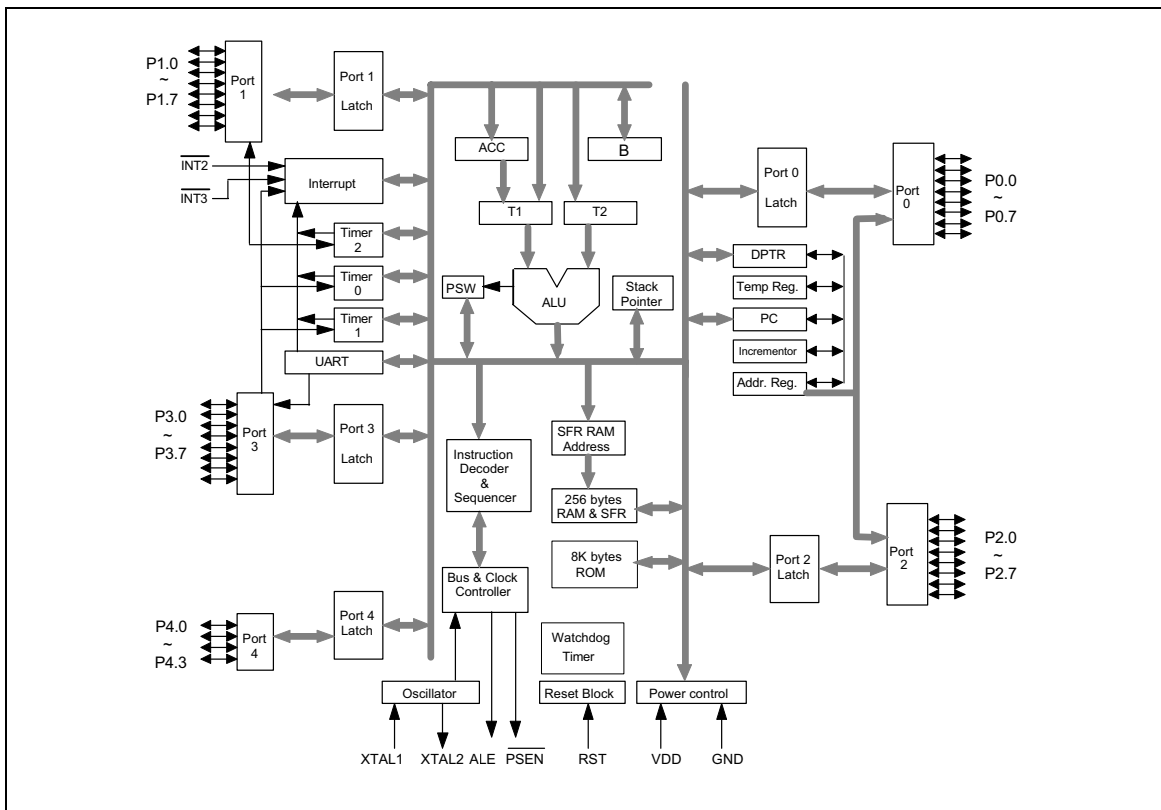 P1.0
~
P1.7
Port
1
Port 1
Latch
INT2
INT3
Interrupt
Timer
2
Timer
0
Timer
1
UART
P3.0
~
P3.7
Port
3
Port 3
Latch
P4.0
~
P4.3
Port
4
Port 4
Latch
ACC
B
T1
T2
PSW
ALU
Stack
Pointer
Instruction
Decoder
&
Sequencer
SFR RAM
Address
256 bytes
RAM & SFR
8K bytes
ROM
Bus & Clock
Controller
Watchdog
Timer
Oscillator
Reset Block
Power control
XTAL1
XTAL2
ALE
PSEN
RST
VDD
GND
Port 0
Latch
Port
0
P0.0
~
P0.7
DPTR
Temp Reg.
PC
Incrementor
Addr. Reg.
Port 2
Latch
Port
2
P2.0
~
P2.7